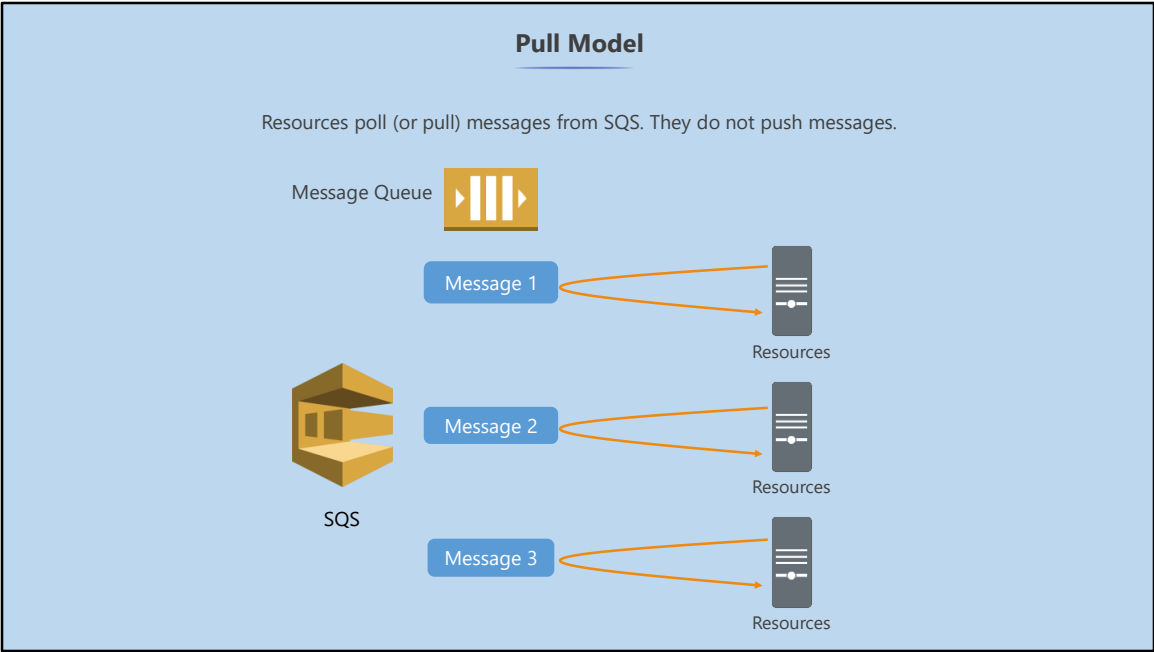 Pull Model
Resources poll (or pull) messages from SQS. They do not push messages.
Message Queue
Message 1
Resources
Message 2
Resources
SQS
Message 3
Resources